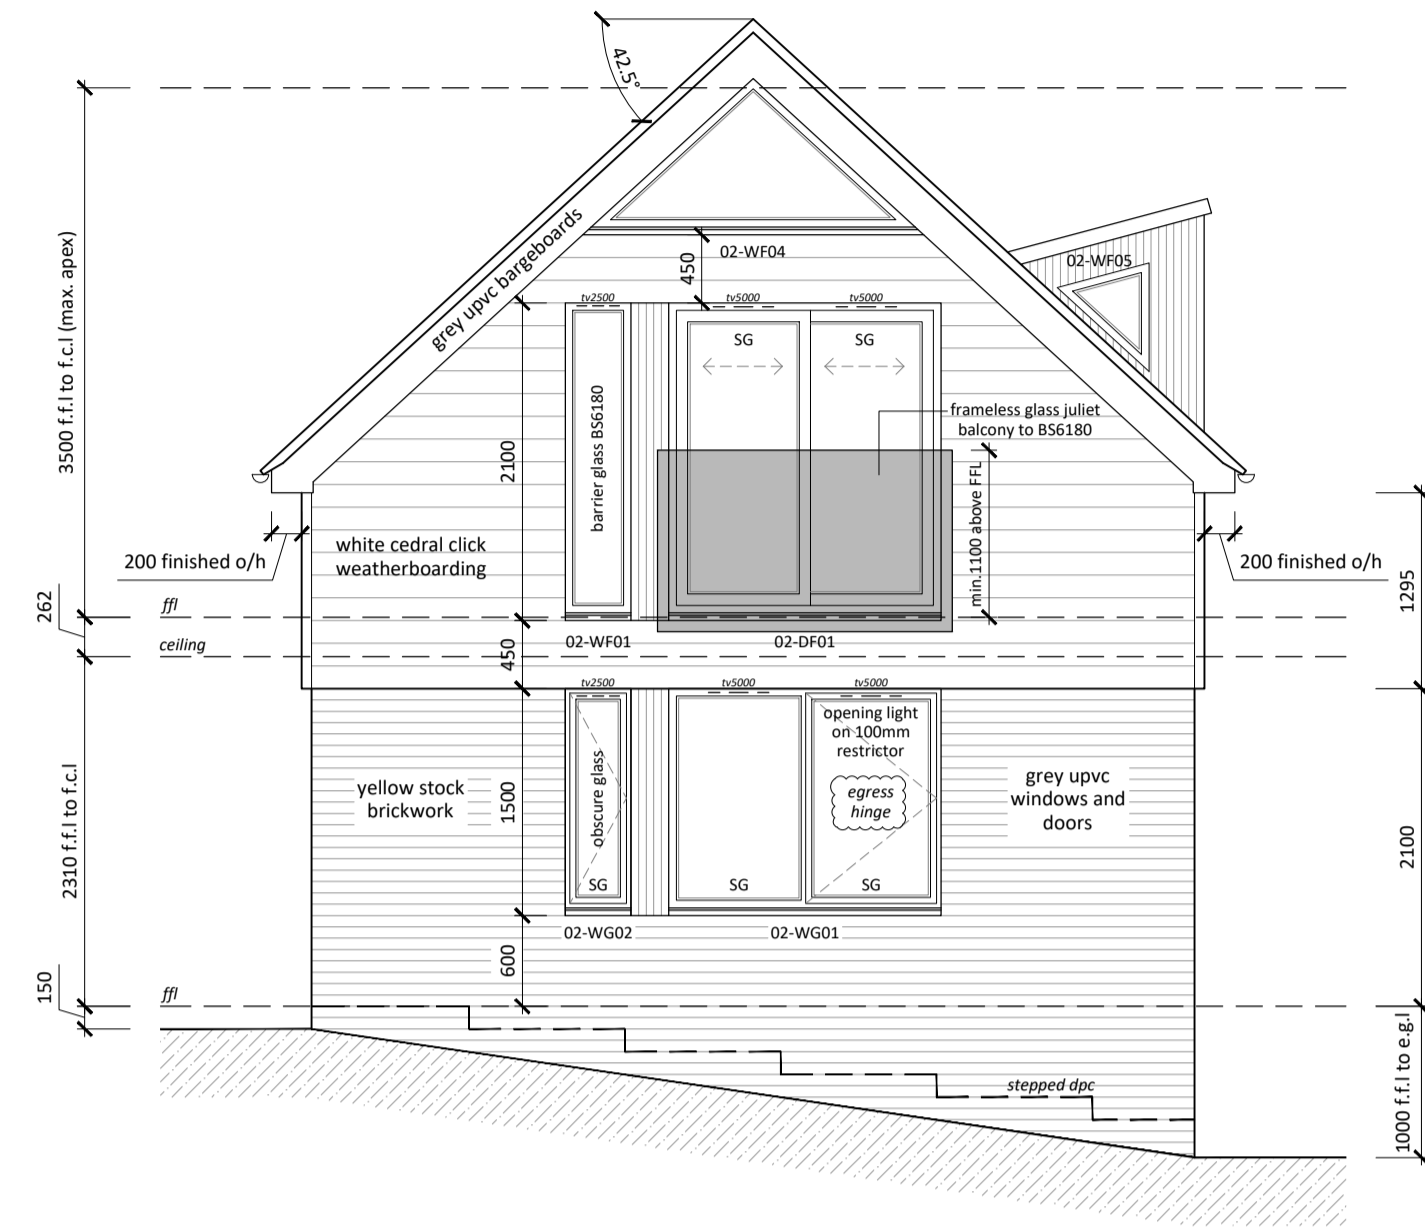 42.5°
3500 f.f.l to f.c.l (max. apex)
grey upvc bargeboards
02-WF04
450
02-WF05
tv2500
tv5000
tv5000
SG
SG
barrier glass BS6180
2100
frameless glass juliet
balcony to BS6180
min.1100 above FFL
white cedral click
weatherboarding
200 finished o/h
200 finished o/h
1295
262
ffl
ceiling
02-WF01
02-DF01
450
tv2500
tv5000
tv5000
opening light
on 100mm
restrictor
egress
hinge
obscure glass
SG
SG
SG
yellow stock
brickwork
1500
grey upvc
windows and
doors
2310 f.f.l to f.c.l
2100
02-WG02
02-WG01
600
150
ffl
stepped dpc
1000 f.f.l to e.g.l